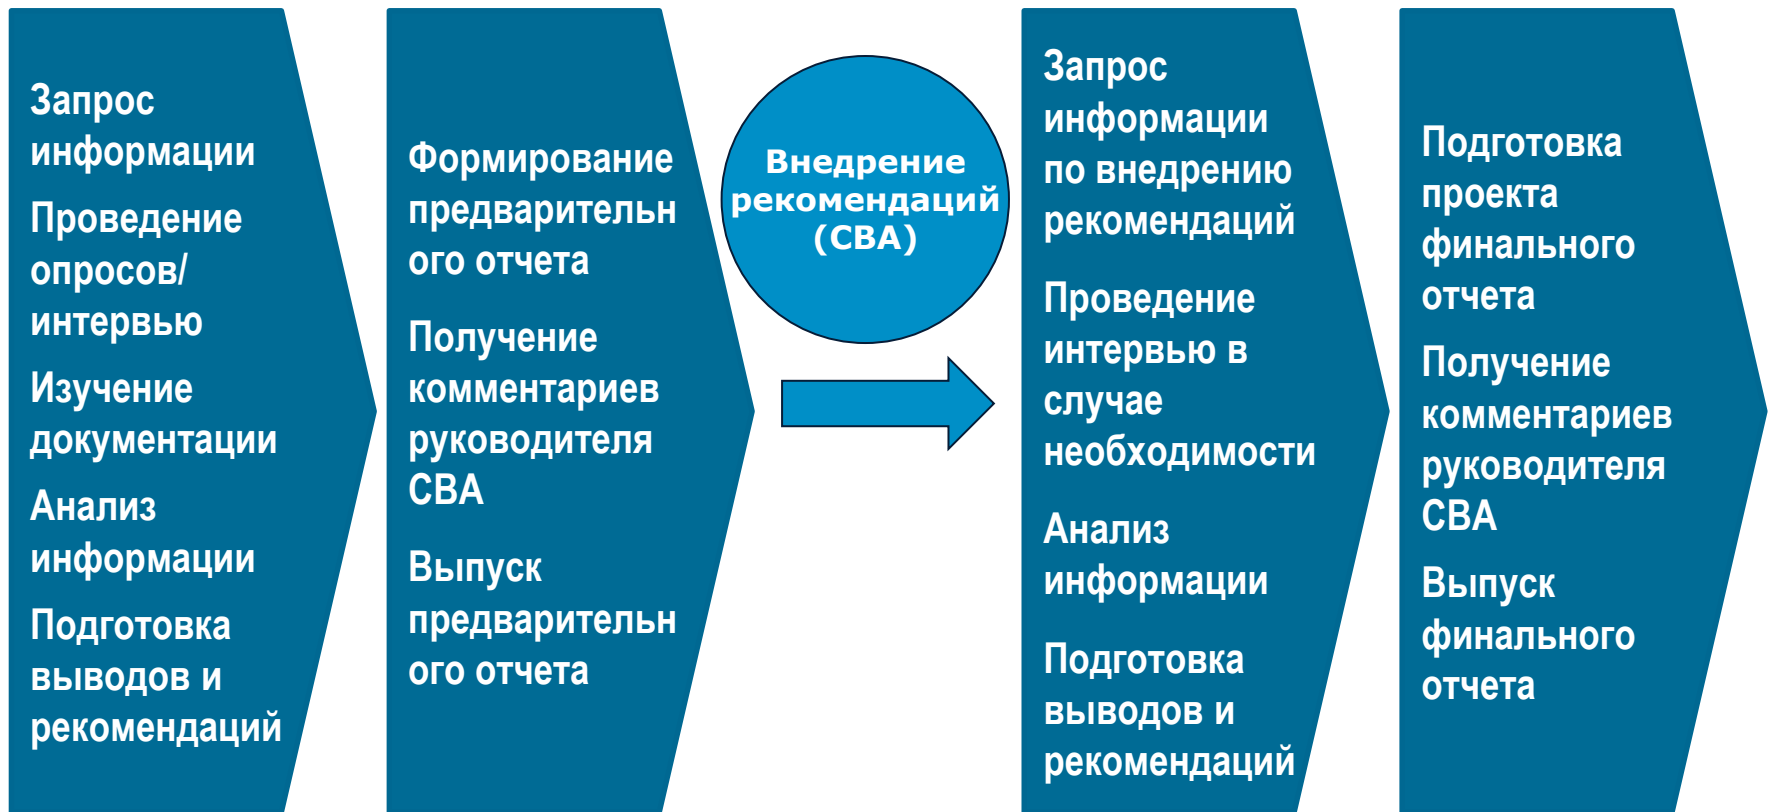 Запрос
информации
Проведение
опросов/
интервью
Изучение
документации
Анализ
информации
Подготовка
выводов и
рекомендаций
Формирование
предварительн
ого отчета
Получение
комментариев
руководителя
СВА
Выпуск
предварительн
ого отчета
Внедрение
рекомендаций
(СВА)
Запрос
информации
по внедрению
рекомендаций
Проведение
интервью в
случае
необходимости
Анализ
информации
Подготовка
выводов и
рекомендаций
Подготовка
проекта
финального
отчета
Получение
комментариев
руководителя
СВА
Выпуск
финального
отчета